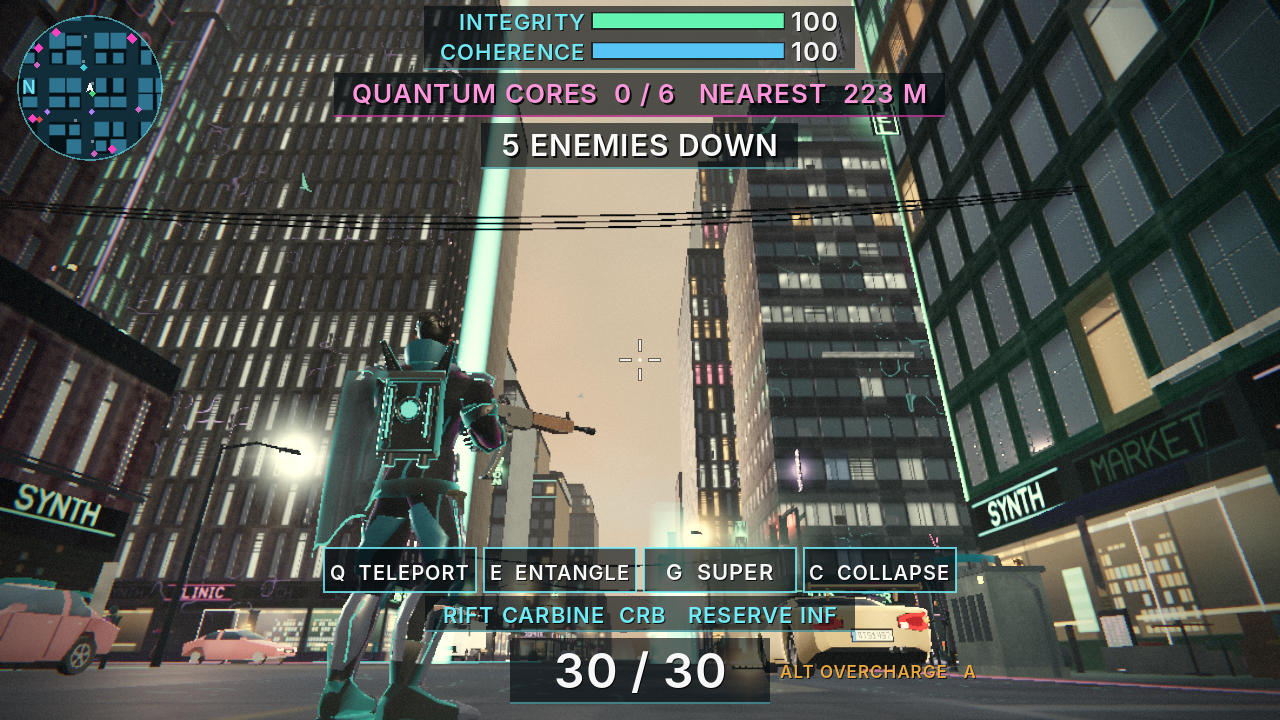 INTEGRITY 100
COHERENCE 100
QUANTUM CORES 0 / 6 NEAREST 223 M
5 ENEMIES DOWN
N
MARKET
SYNTH
SYNTH
LINIC
Q TELEPORT
E ENTANGLE
G SUPER
C COLLAPSE
RIFT CARBINE CRB RESERVE INF
30 / 30
ALT OVERCHARGE A